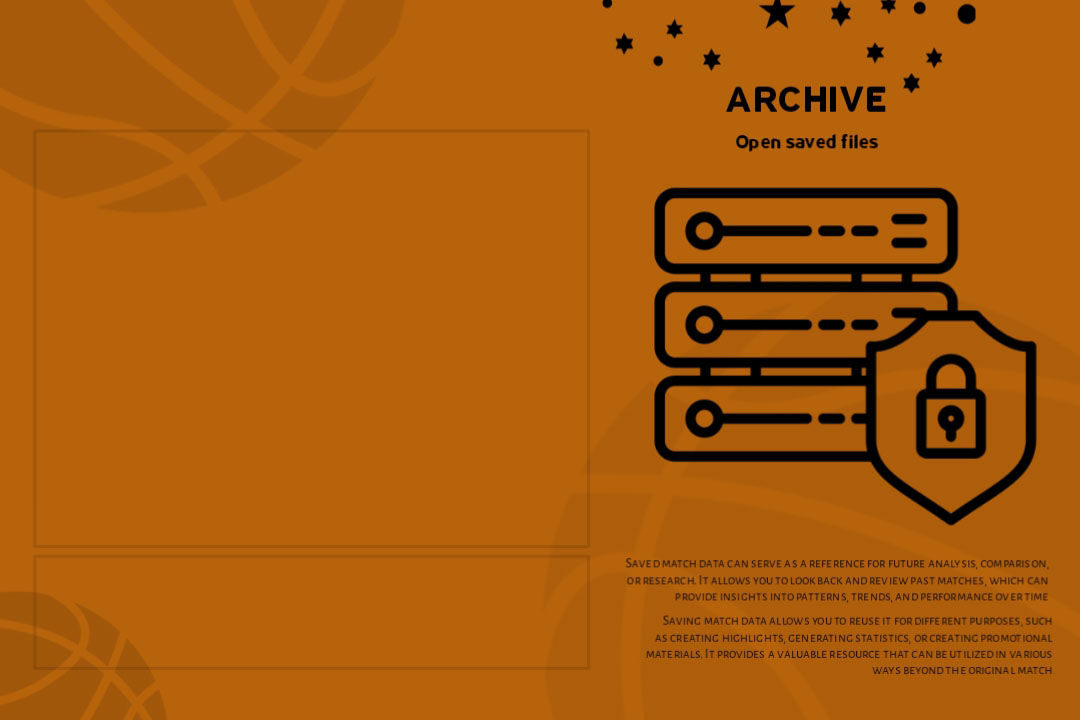 ARCHIVE
Open saved files
Saved match data can serve as a reference for future analysis, comparison,
or research. It allows you to look back and review past matches, which can
provide insights into patterns, trends, and performance over time
Saving match data allows you to reuse it for different purposes, such
as creating highlights, generating statistics, or creating promotional
materials. It provides a valuable resource that can be utilized in various
ways beyond the original match